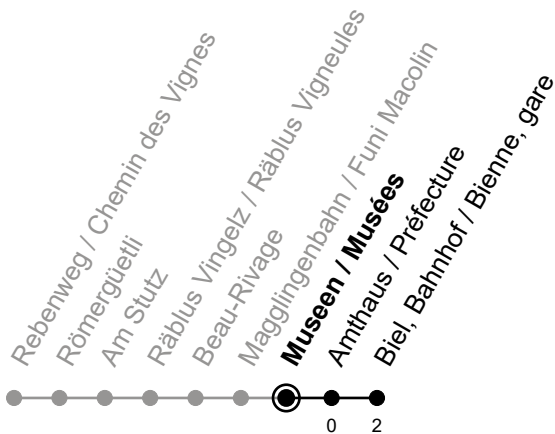 Rebenweg / Chemin des Vignes
Römergüetli
Am Stutz
Räblus Vingelz / Räblus Vigneules
Beau-Rivage
Magglingenbahn / Funi Macolin
Museen / Musées
Amthaus / Préfecture
Biel, Bahnhof / Bienne, gare
0 2